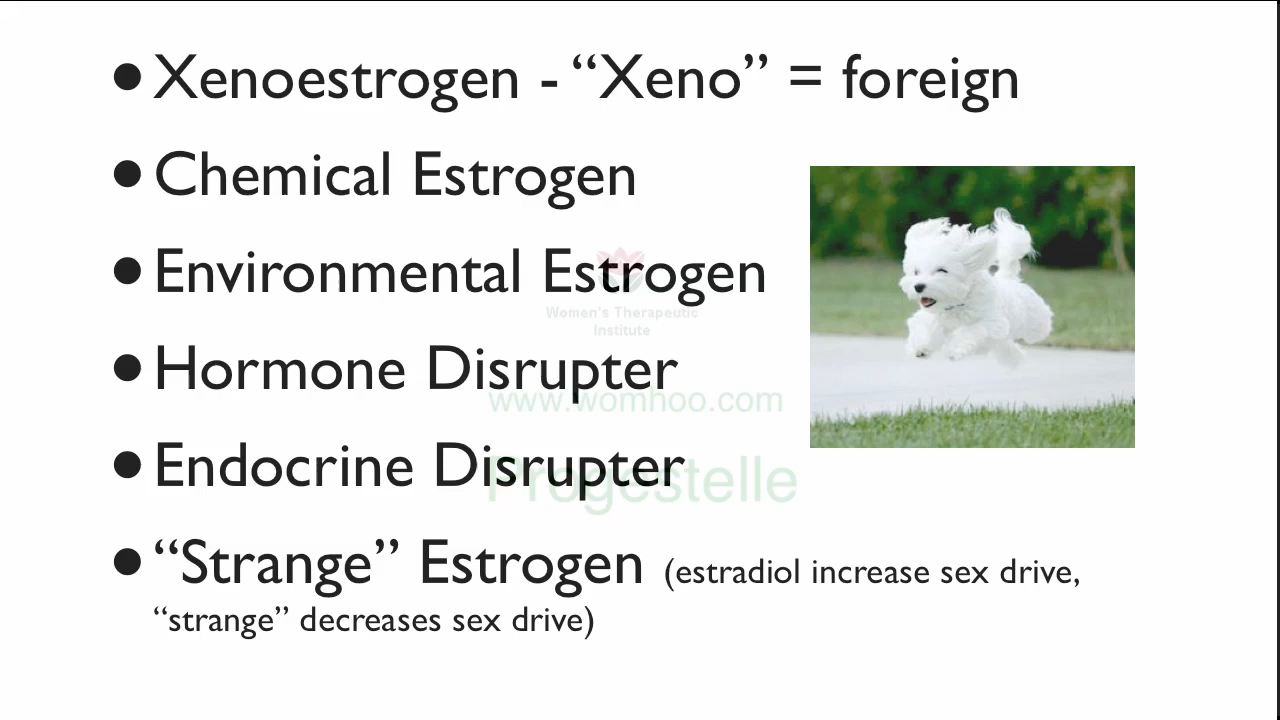 • Xenoestrogen - “Xeno” = foreign
• Chemical Estrogen
• Environmental Estrogen
Women's Therapeutic
Institute
• Hormone Disrupter
www.womhoo.com
• Endocrine Disrupter
Progestelle
• “Strange” Estrogen (estradiol increase sex drive,
“strange” decreases sex drive)